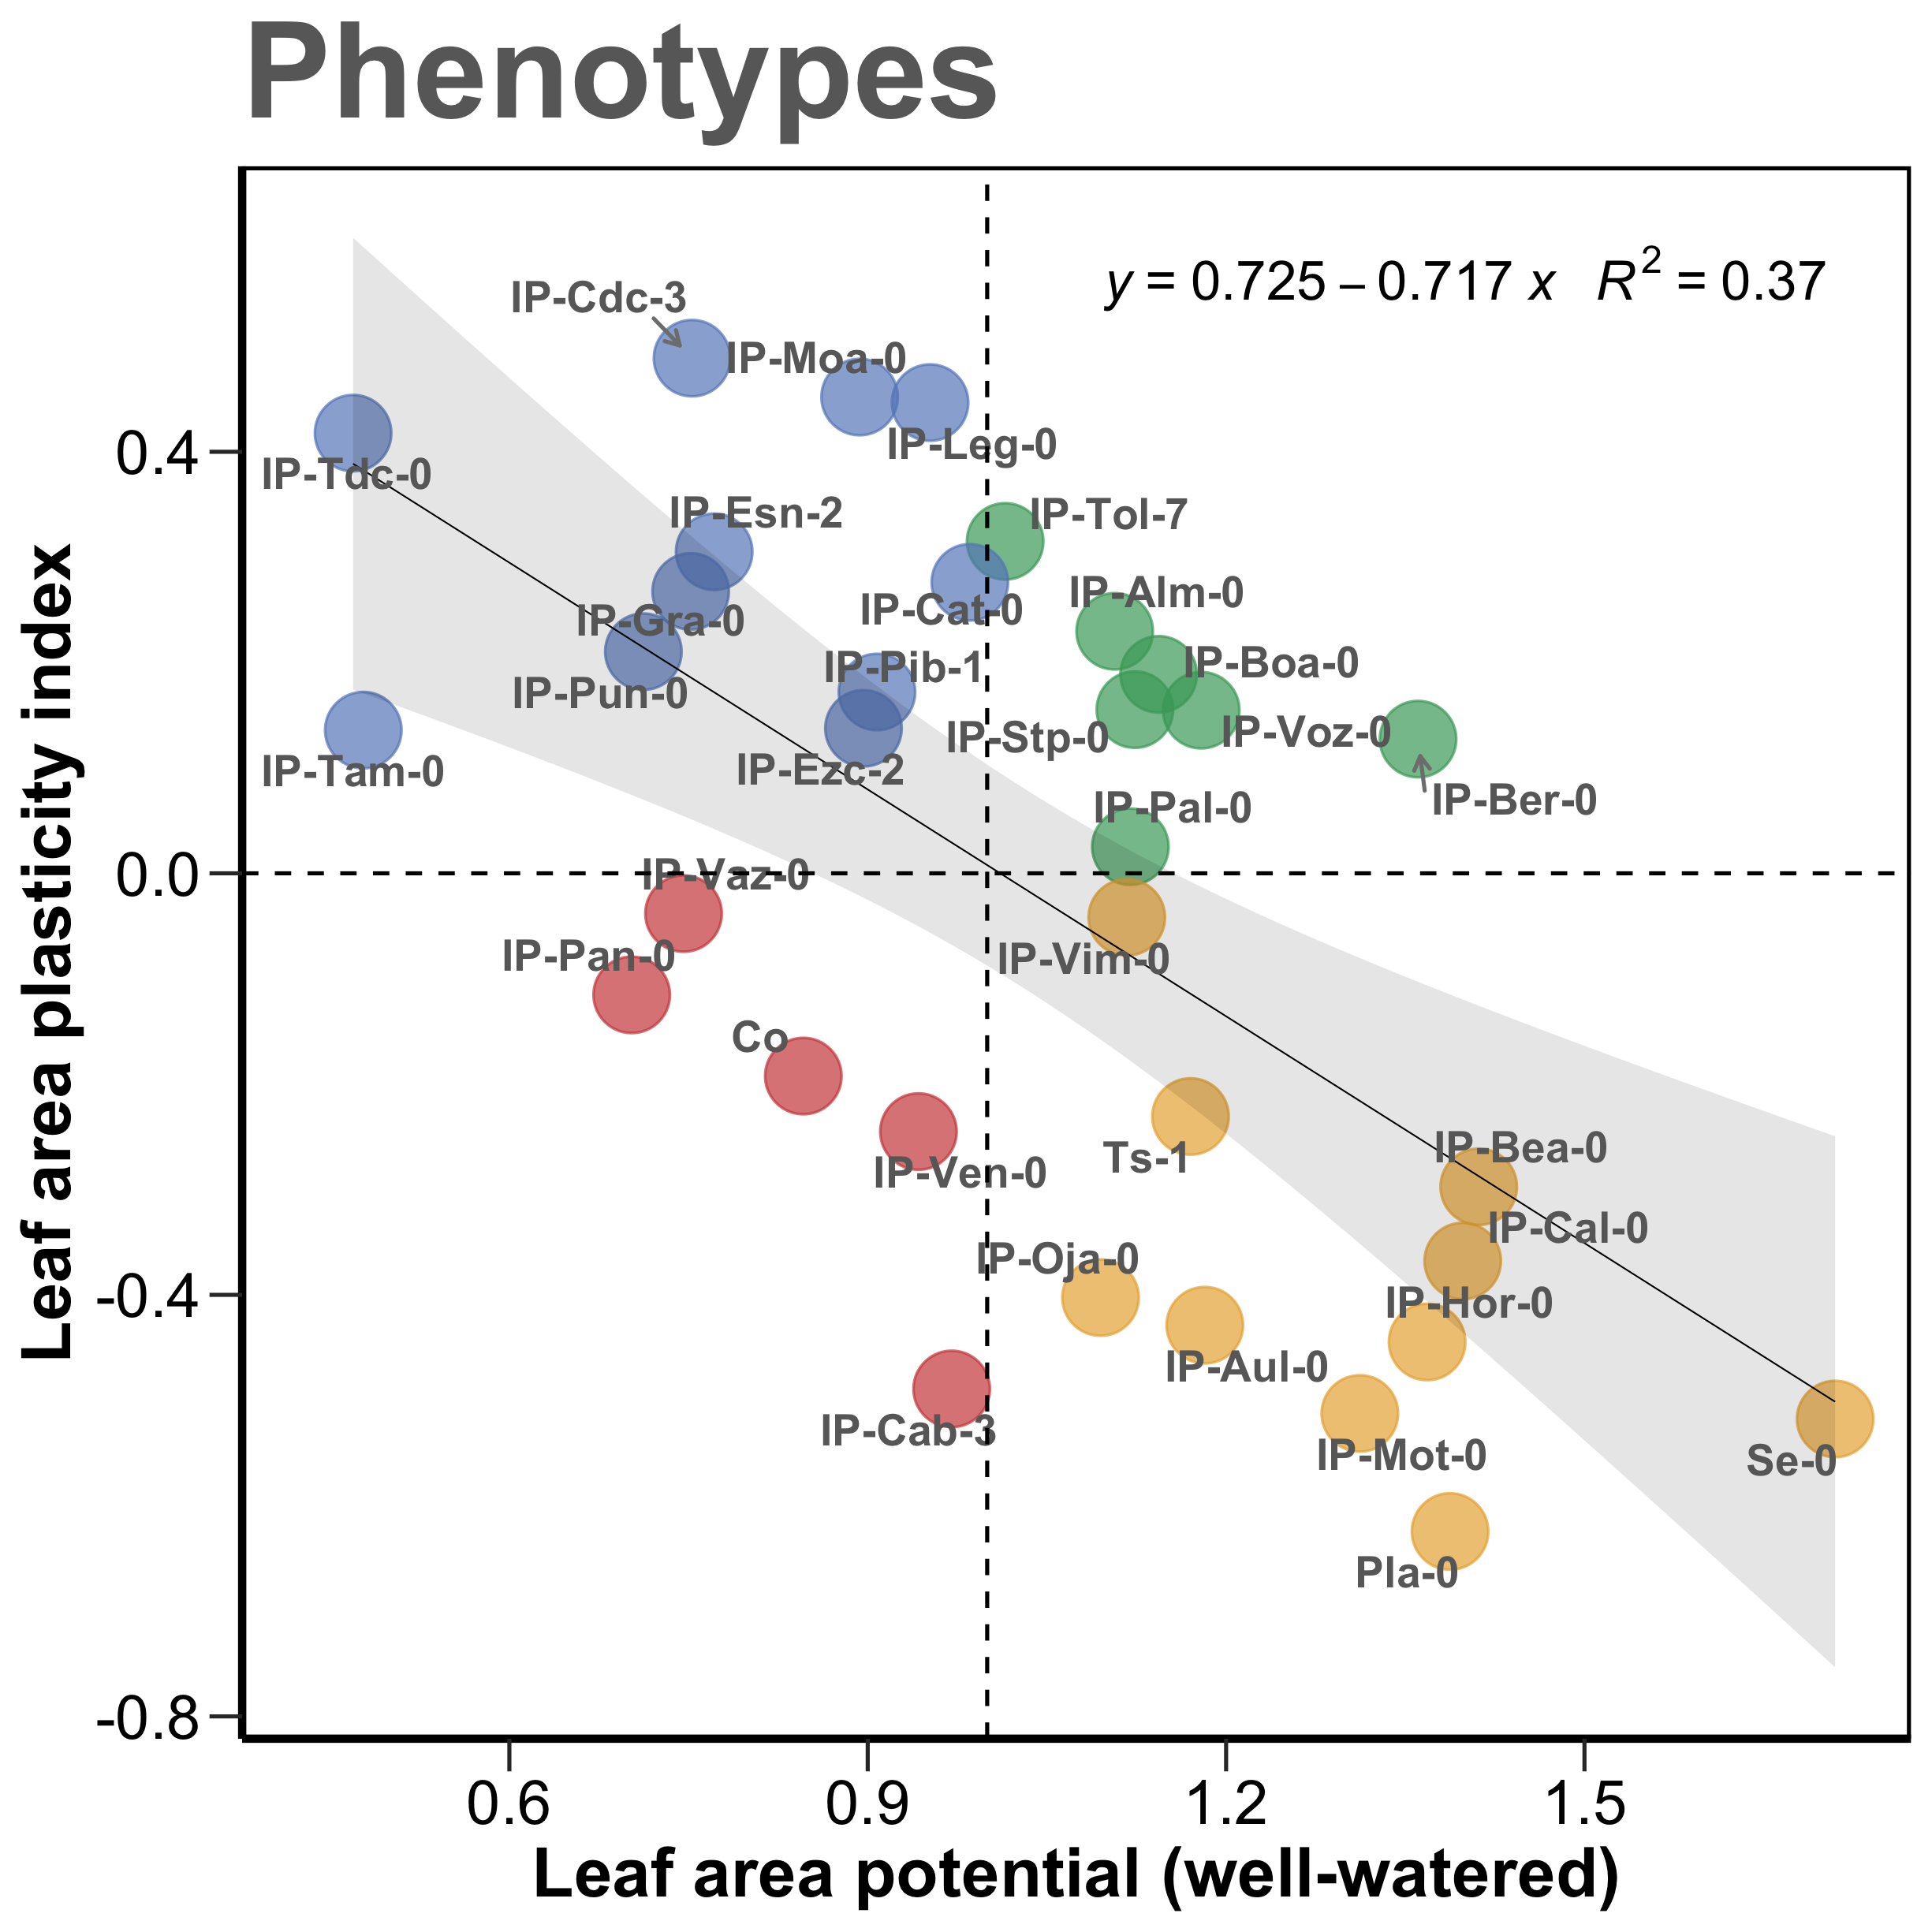 Phenotypes
y = 0.725 – 0.717 x R² = 0.37
IP-Cdc-3
IP-Moa-0
IP-Leg-0
IP-Tdc-0
IP-Esn-2
IP-Tol-7
IP-Alm-0
IP-Cat-0
IP-Gra-0
IP-Boa-0
IP-Pib-1
IP-Pun-0
IP-Stp-0
IP-Voz-0
IP-Tam-0
IP-Ezc-2
IP-Ber-0
IP-Pal-0
IP-Vaz-0
IP-Pan-0
IP-Vim-0
Co
Ts-1
IP-Bea-0
IP-Ven-0
IP-Cal-0
IP-Oja-0
IP-Hor-0
IP-Aul-0
IP-Cab-3
IP-Mot-0
Se-0
Pla-0
0.4
0.0
-0.4
-0.8
Leaf area plasticity index
0.6 0.9 1.2 1.5
Leaf area potential (well-watered)